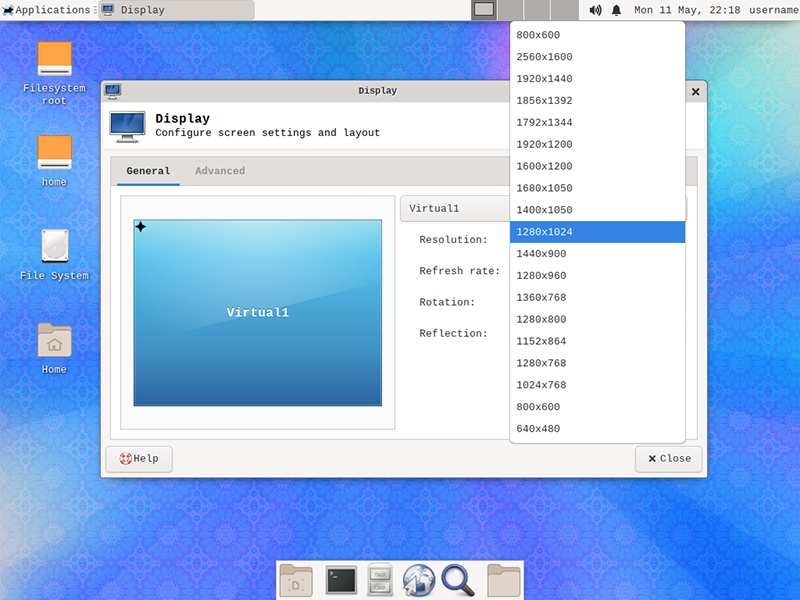 Applications
Display
Mon 11 May, 22:18
username
Filesystem
root
home
File System
Home
Display
Display
Configure screen settings and layout
General
Advanced
Virtual1
Virtual1
Resolution:
Refresh rate:
Rotation:
Reflection:
800x600
2560x1600
1920x1440
1856x1392
1792x1344
1920x1200
1600x1200
1680x1050
1400x1050
1280x1024
1440x900
1280x960
1360x768
1280x800
1152x864
1280x768
1024x768
800x600
640x480
Help
Close